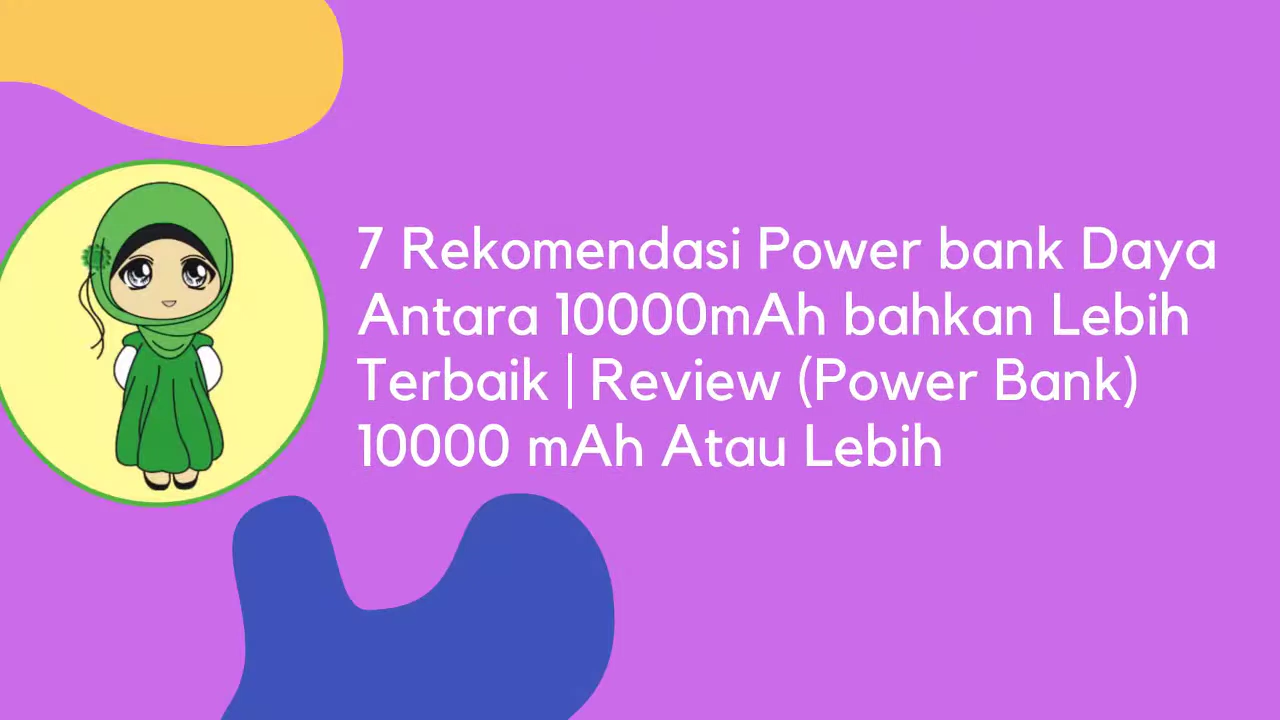 7 Rekomendasi Power bank Daya
Antara 10000mAh bahkan Lebih
Terbaik | Review (Power Bank)
10000 mAh Atau Lebih